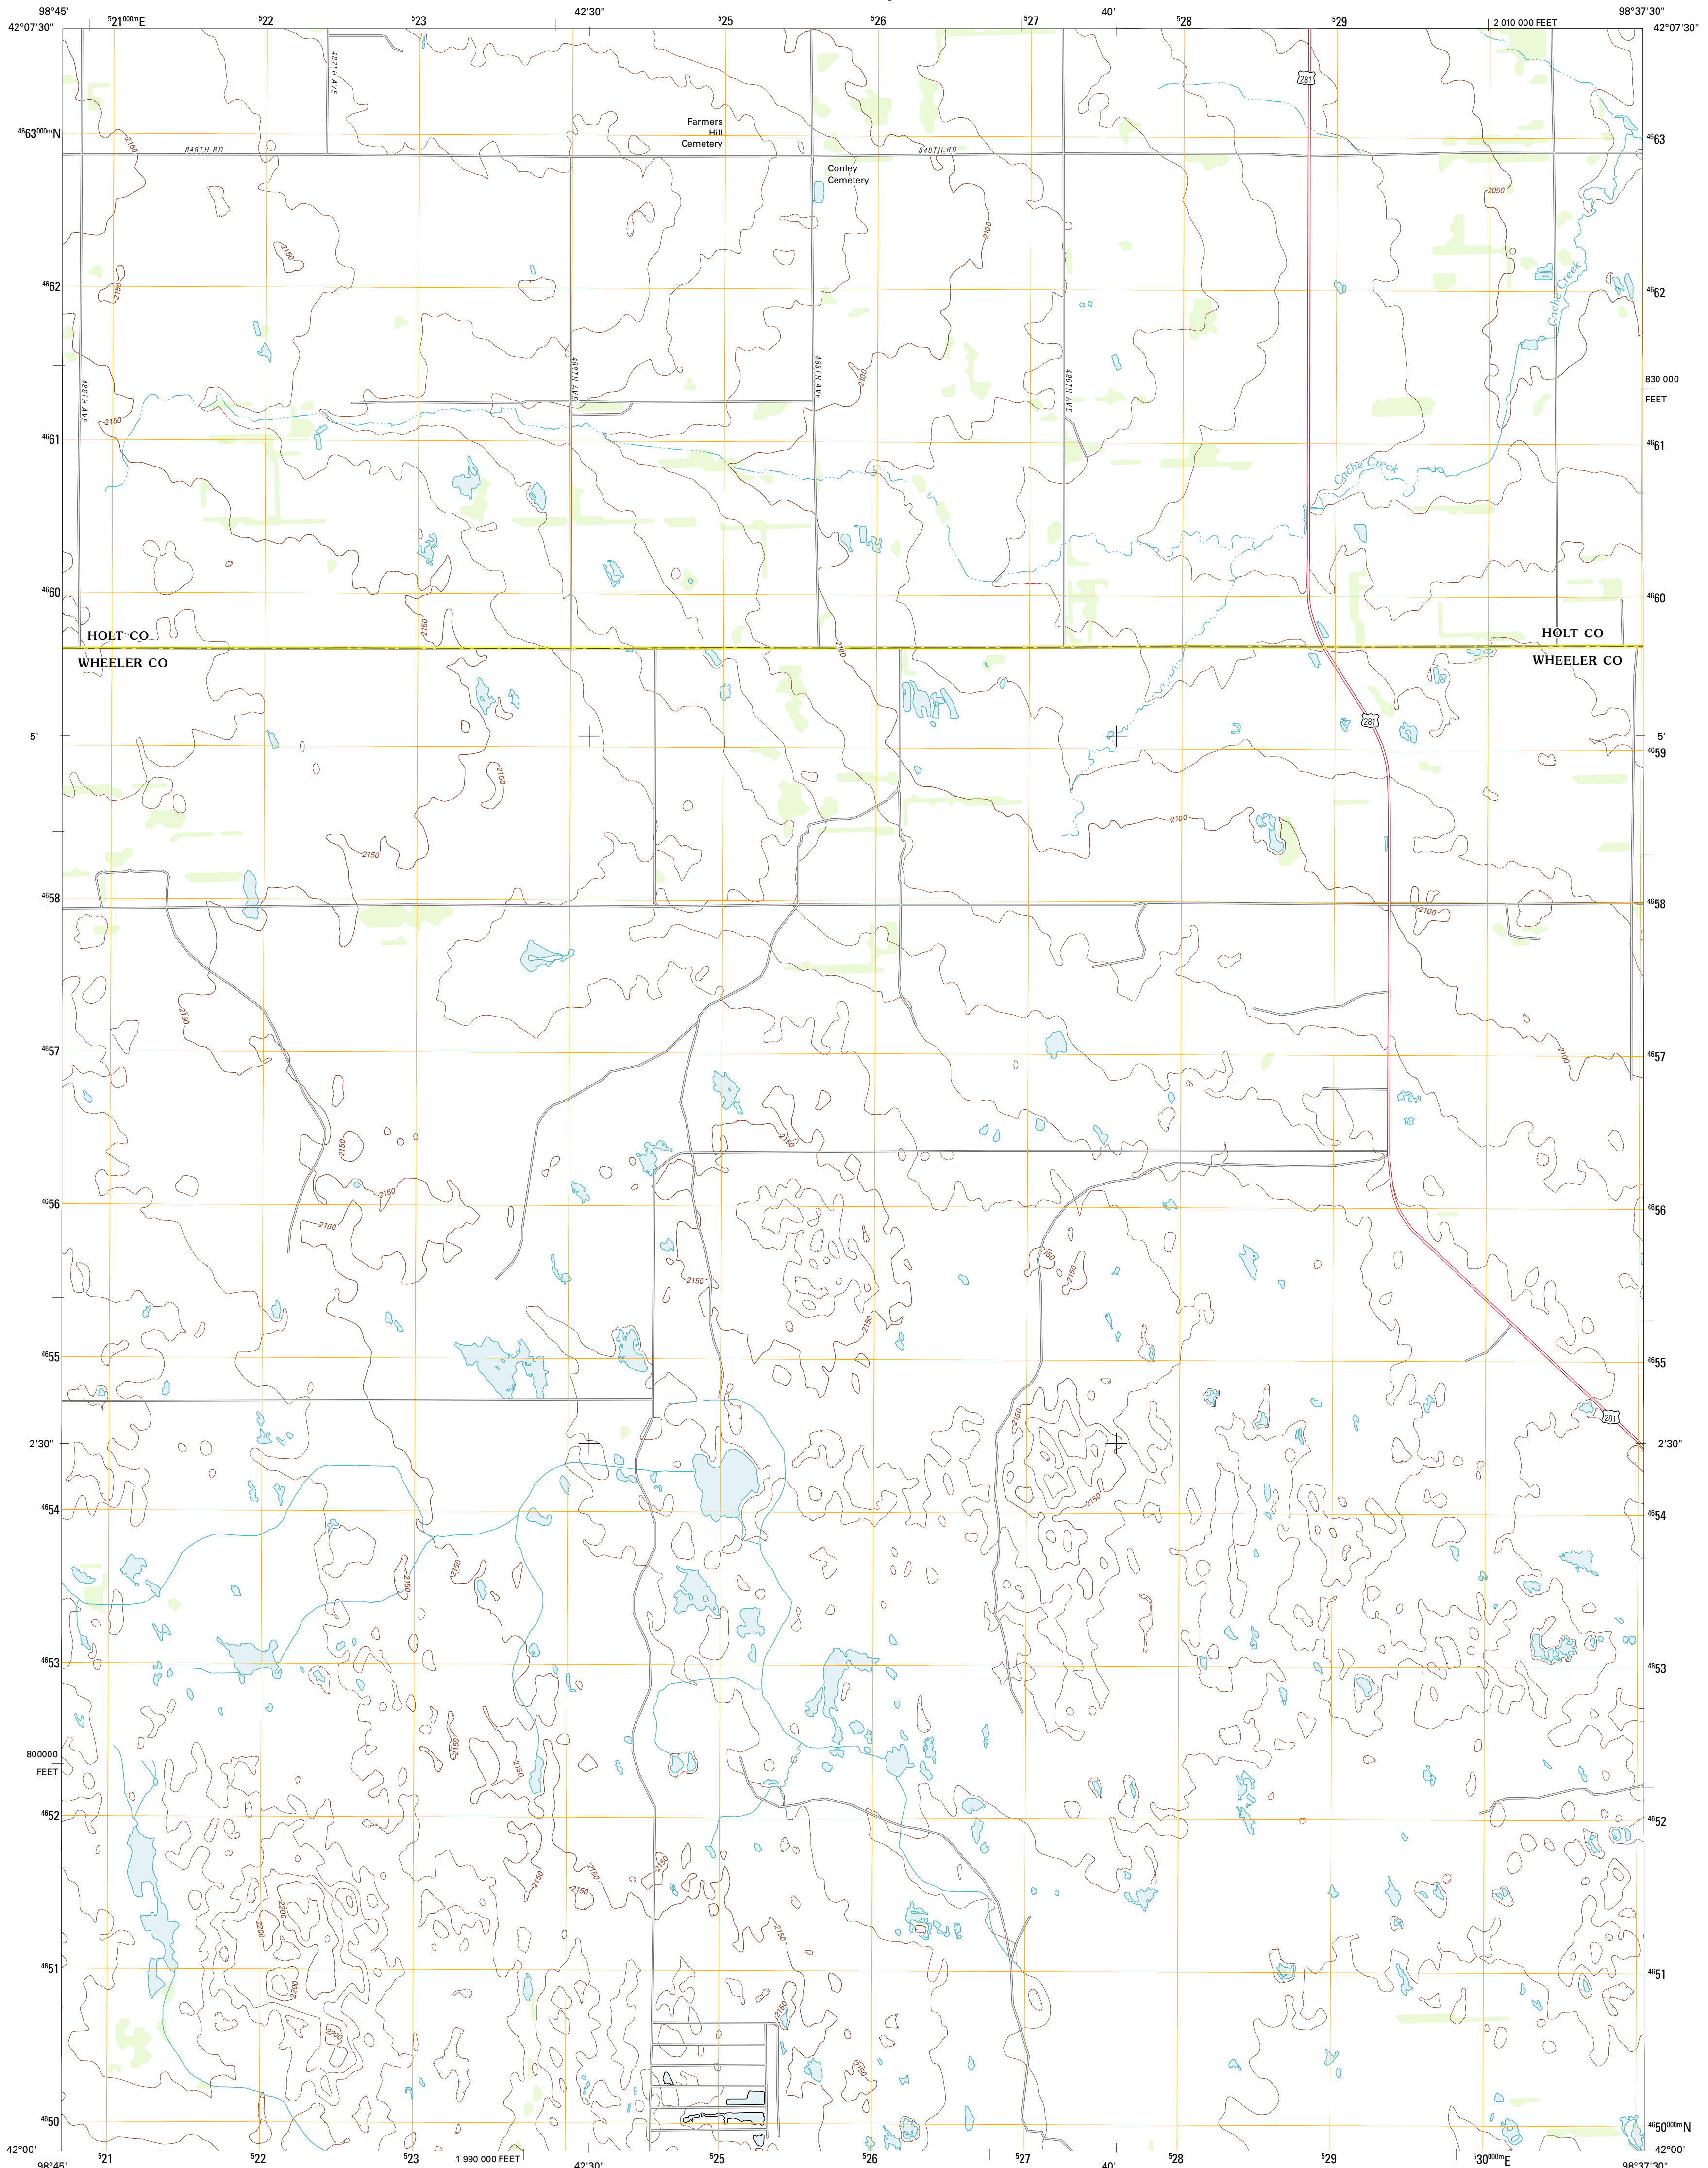 98°45' ⁵21⁰⁰⁰ᵐE ⁵22 ⁵23 42'30" ⁵25 ⁵26 ⁵27 40' ⁵28 ⁵29 2 010 000 FEET 98°37'30"
42°07'30" 42°07'30"
487TH AVE
281
Farmers
Hill
Cemetery
⁴⁶63⁰⁰⁰ᵐN ⁴⁶63
2150
848TH RD 848TH RD
Conley
Cemetery
2050
2100
2150
Cache Creek
⁴⁶62 2150 ⁴⁶62
488TH AVE 488TH AVE 489TH AVE 2100 490TH AVE
830 000
FEET
2150
⁴⁶61 ⁴⁶61
Cache Creek
⁴⁶60 ⁴⁶60
2150
HOLT CO HOLT CO
2100
WHEELER CO WHEELER CO
281
5' 5'
⁴⁶59
2150
2100
2150
⁴⁶58 ⁴⁶58
2100
2150
⁴⁶57 2100 ⁴⁶57
2150 2150
2150
⁴⁶56 ⁴⁶56
2150
2150 2150
2150
2150
⁴⁶55 ⁴⁶55
2150 281
2'30" 2'30"
2150
⁴⁶54 ⁴⁶54
2150
2150
⁴⁶53 ⁴⁶53
2150
800000
FEET
2150
⁴⁶52 ⁴⁶52
2150 2150
2150
2150
2200
2200 2150
⁴⁶51 ⁴⁶51
2200
2150
2200
2150
⁴⁶50 ⁴⁶50⁰⁰⁰ᵐN
42°00' 42°00'
98°45' ⁵21 ⁵22 ⁵23 1 990 000 FEET 42'30" ⁵25 ⁵26 ⁵27 40' ⁵28 ⁵29 ⁵30⁰⁰⁰ᵐE 98°37'30"